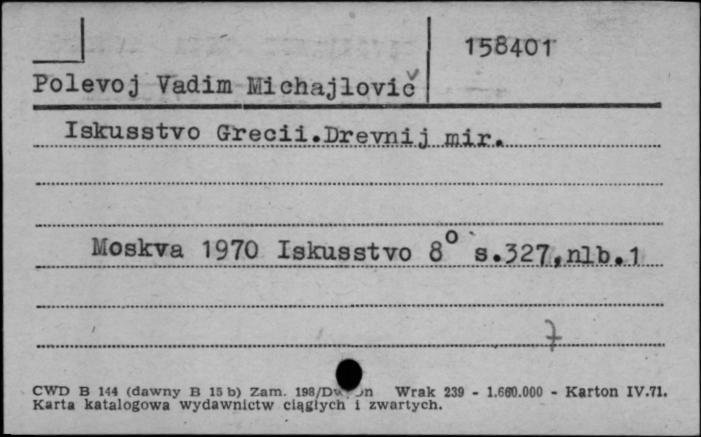 158401
Polevoj Vadim Michajlovič
Iskusstvo Grecii.Drevnij mir.
Moskva 1970 Iskusstvo 8° s.327,nlb.1
7
CWD B 144 (dawny B 15 b) Zam. 198/ Wrak 239 - 1.660.000 - Karton IV.71.
Karta katalogowa wydawnictw ciągłych i zwartych.